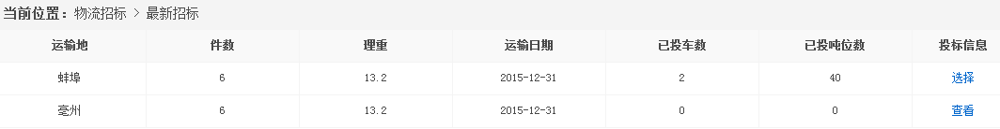 当前位置：物流招标 > 最新招标
运输地 件数 理重 运输日期 已投车数 已投吨位数 投标信息
蚌埠 6 13.2 2015-12-31 2 40 选择
亳州 6 13.2 2015-12-31 0 0 查看